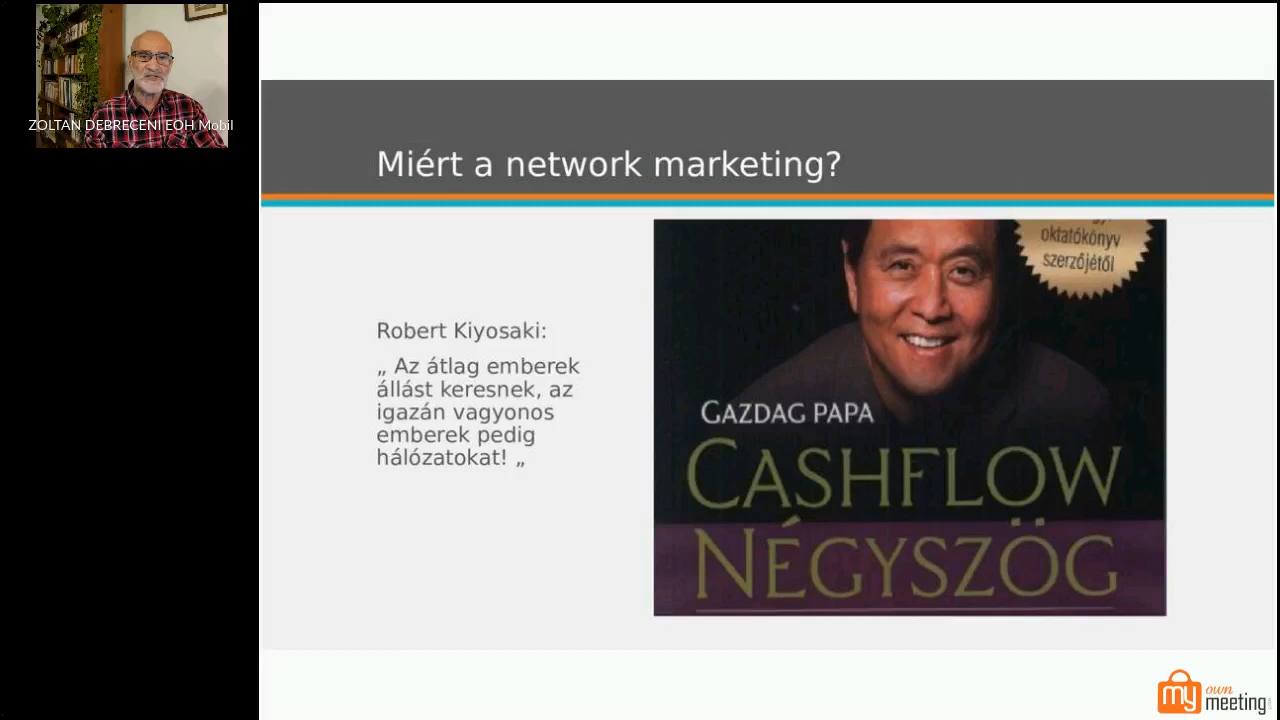 ZOLTAN DEBRECENI EOH Mobil
Miért a network marketing?
Robert Kiyosaki:
„ Az átlag emberek
állást keresnek, az
igazán vagyonos
emberek pedig
hálózatokat! „
oktatókönyv
szerzőjétől
GAZDAG PAPA
CASHFLOW
NÉGYSZÖG
my own
meeting